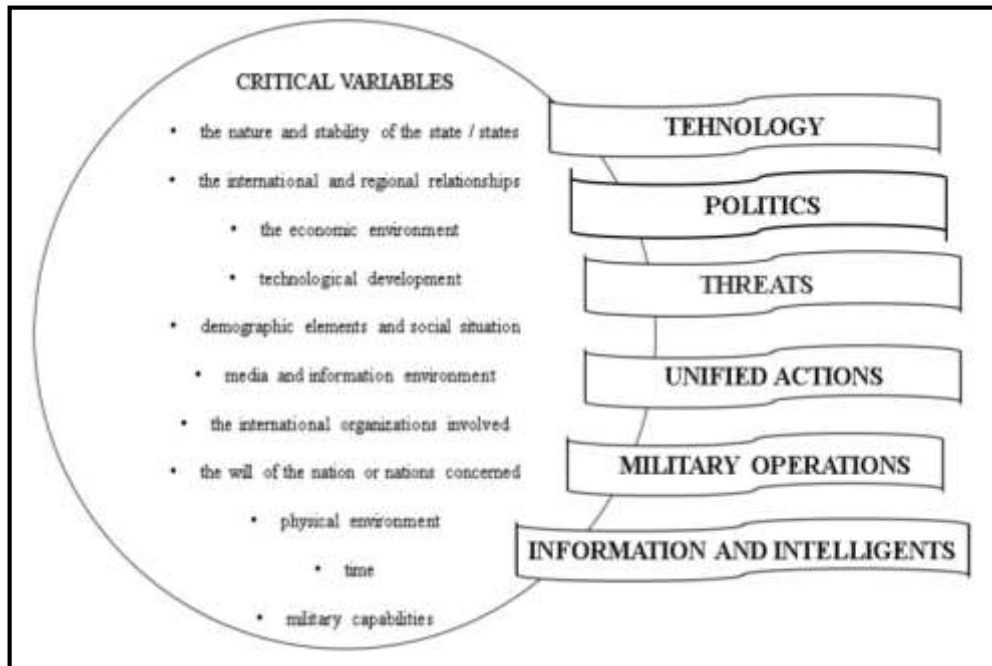 CRITICAL VARIABLES
• the nature and stability of the state / states
• the international and regional relationships
• the economic environment
• technological development
• demographic elements and social situation
• media and information environment
• the international organizations involved
• the will of the nation or nations concerned
• physical environment
• time
• military capabilities
TEHNOLOGY
POLITICS
THREATS
UNIFIED ACTIONS
MILITARY OPERATIONS
INFORMATION AND INTELLIGENTS